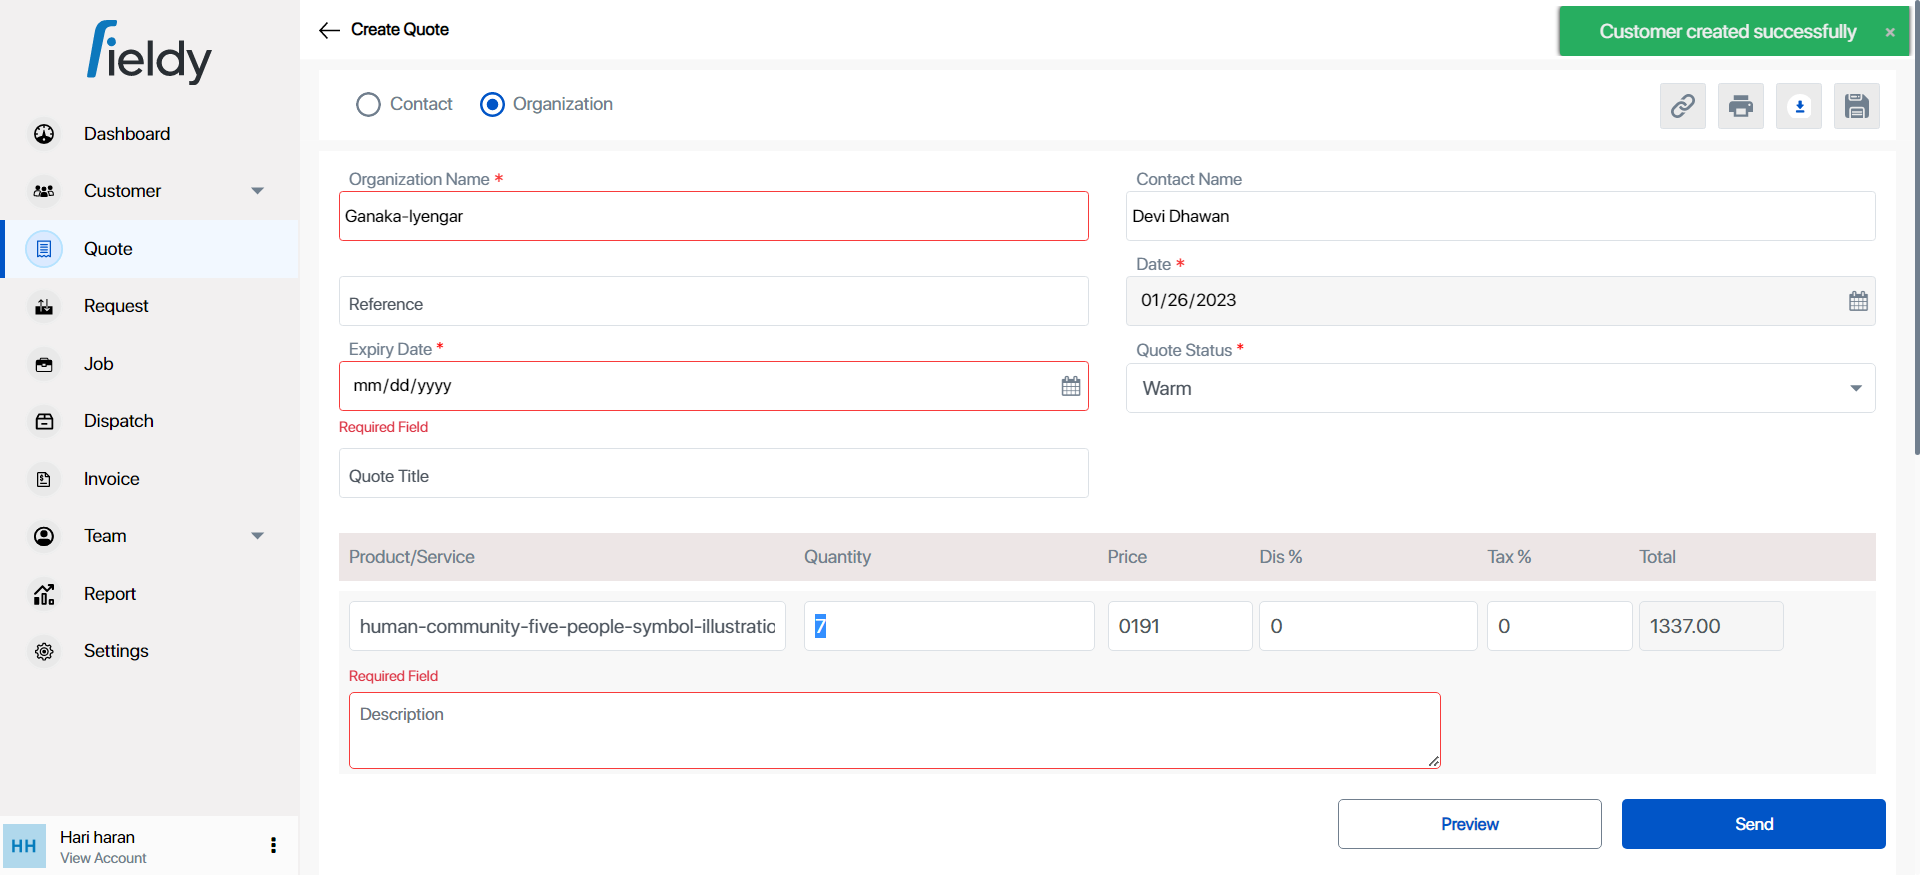 fieldy
Dashboard
Customer
Quote
Request
Job
Dispatch
Invoice
Team
Report
Settings
HH
Hari haran
View Account
Create Quote
Customer created successfully ×
Contact
Organization
Organization Name *
Ganaka-Iyengar
Contact Name
Devi Dhawan
Reference
Date *
01/26/2023
Expiry Date *
mm/dd/yyyy
Required Field
Quote Status *
Warm
Quote Title
Product/Service Quantity Price Dis % Tax % Total
human-community-five-people-symbol-illustratio 7 0191 0 0 1337.00
Required Field
Description
Preview
Send